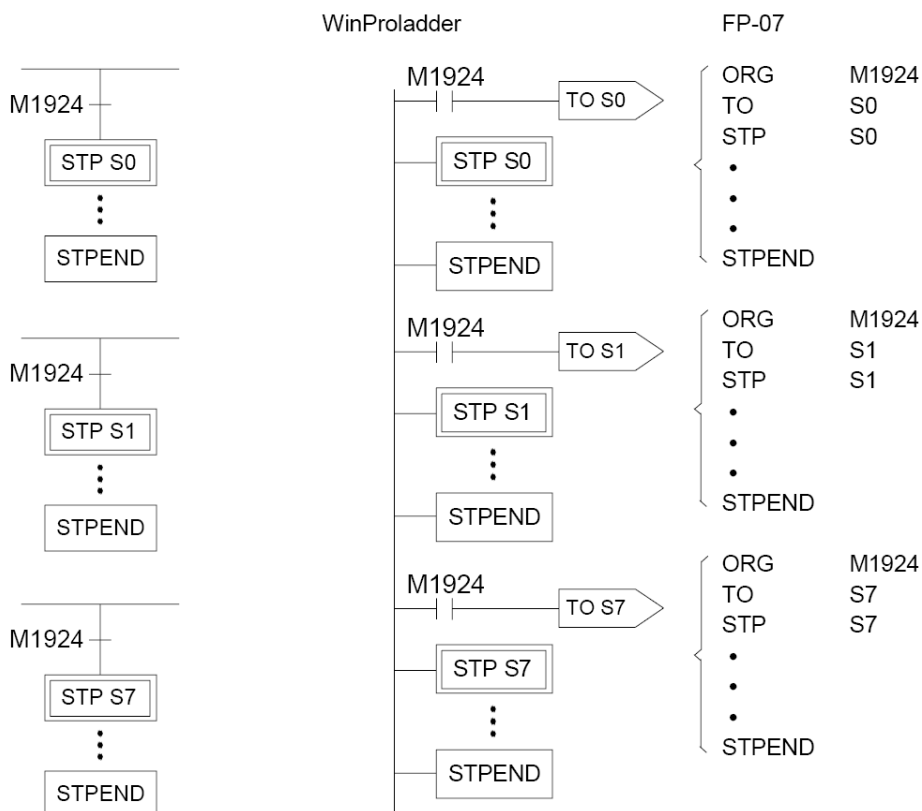 WinProladder FP-07
M1924
STP S0
STPEND
M1924
TO S0
STP S0
STPEND
ORG M1924
TO S0
STP S0
STPEND
M1924
STP S1
STPEND
M1924
TO S1
STP S1
STPEND
ORG M1924
TO S1
STP S1
STPEND
M1924
STP S7
STPEND
M1924
TO S7
STP S7
STPEND
ORG M1924
TO S7
STP S7
STPEND